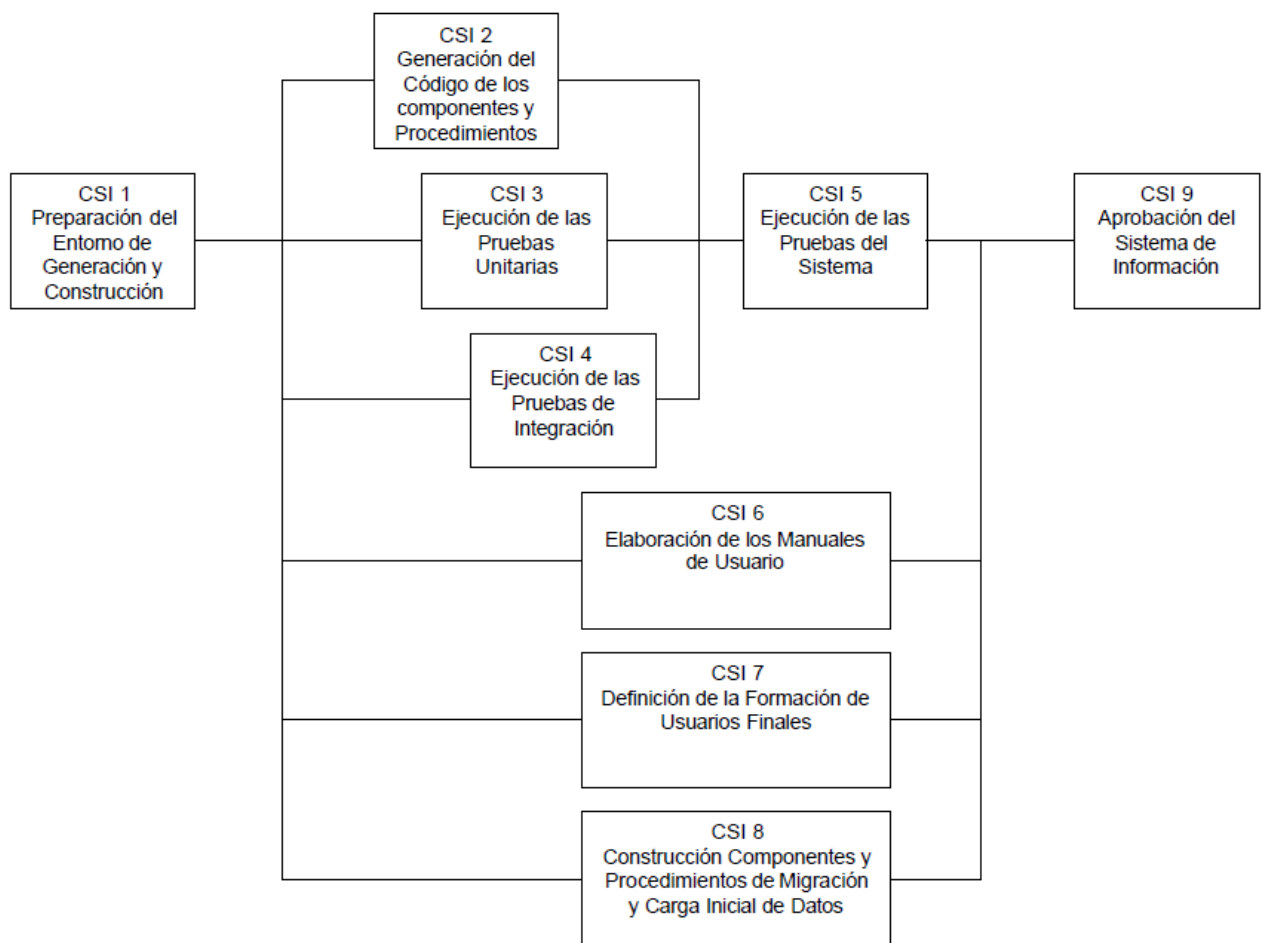 CSI 2
Generación del
Código de los
componentes y
Procedimientos
CSI 1
Preparación del
Entorno de
Generación y
Construcción
CSI 3
Ejecución de las
Pruebas
Unitarias
CSI 5
Ejecución de las
Pruebas del
Sistema
CSI 9
Aprobación del
Sistema de
Información
CSI 4
Ejecución de las
Pruebas de
Integración
CSI 6
Elaboración de los Manuales
de Usuario
CSI 7
Definición de la Formación de
Usuarios Finales
CSI 8
Construcción Componentes y
Procedimientos de Migración
y Carga Inicial de Datos